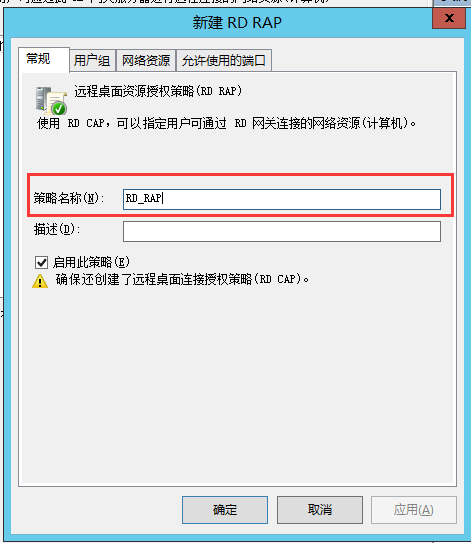 新建 RD RAP
x
常规 用户组 网络资源 允许使用的端口
远程桌面资源授权策略(RD RAP)
使用 RD CAP，可以指定用户可通过 RD 网关连接的网络资源(计算机)。
策略名称(N): RD_RAP
描述(D):
启用此策略(E)
确保还创建了远程桌面连接授权策略(RD CAP)。
确定 取消 应用(A)